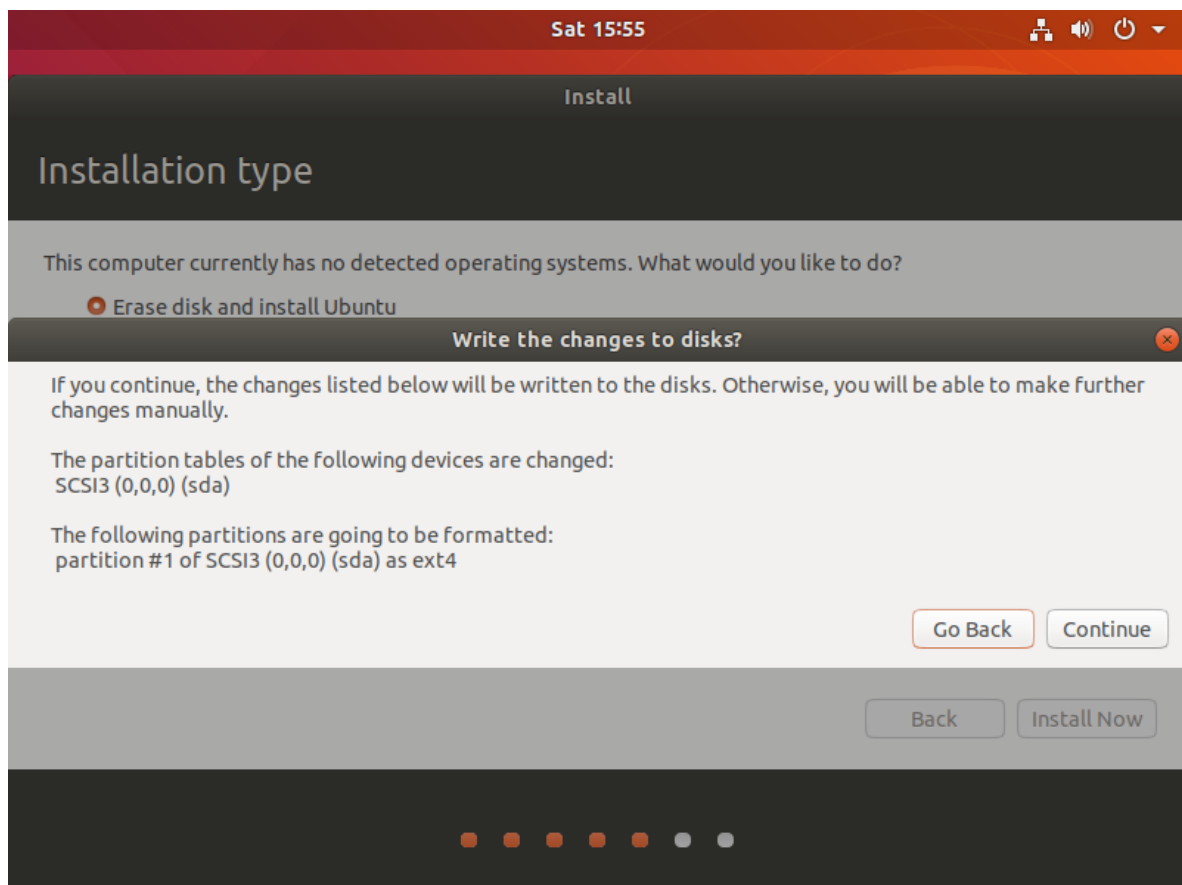 Sat 15:55
Install
Installation type
This computer currently has no detected operating systems. What would you like to do?
Erase disk and install Ubuntu
Write the changes to disks?
If you continue, the changes listed below will be written to the disks. Otherwise, you will be able to make further
changes manually.
The partition tables of the following devices are changed:
SCSI3 (0,0,0) (sda)
The following partitions are going to be formatted:
partition #1 of SCSI3 (0,0,0) (sda) as ext4
Go Back Continue
Back Install Now